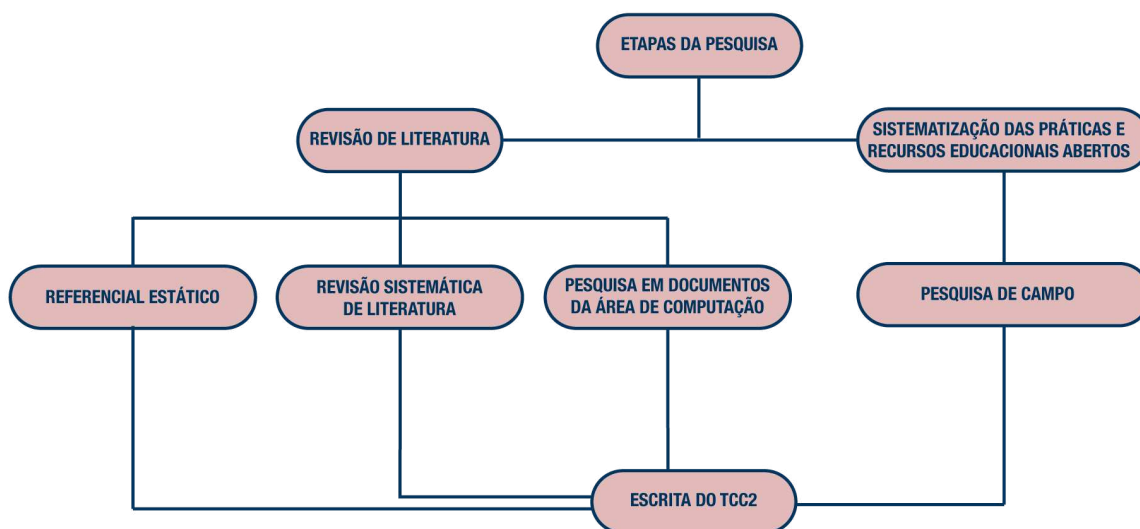 ETAPAS DA PESQUISA
REVISÃO DE LITERATURA
SISTEMATIZAÇÃO DAS PRÁTICAS E
RECURSOS EDUCACIONAIS ABERTOS
REFERENCIAL ESTÁTICO
REVISÃO SISTEMÁTICA
DE LITERATURA
PESQUISA EM DOCUMENTOS
DA ÁREA DE COMPUTAÇÃO
PESQUISA DE CAMPO
ESCRITA DO TCC2